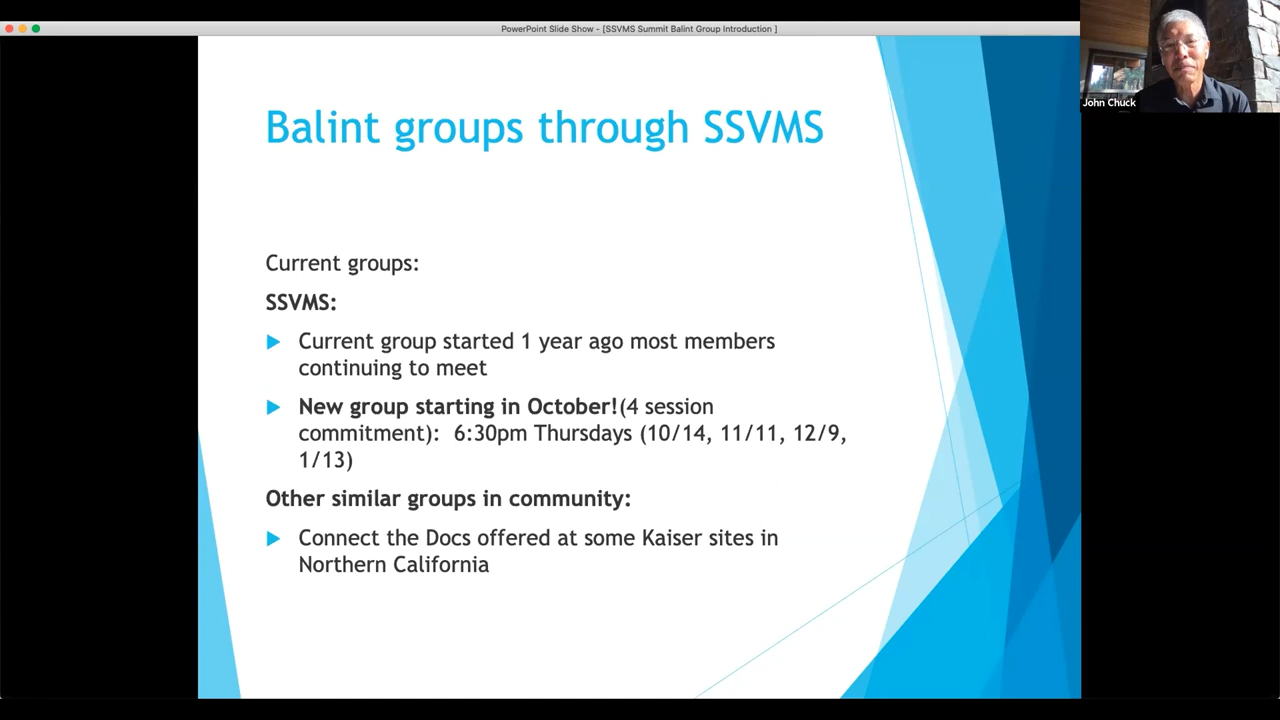 PowerPoint Slide Show - [SSVMS Summit Balint Group Introduction ]
John Chuck
Balint groups through SSVMS
Current groups:
SSVMS:
Current group started 1 year ago most members
continuing to meet
New group starting in October!(4 session
commitment):  6:30pm Thursdays (10/14, 11/11, 12/9,
1/13)
Other similar groups in community:
Connect the Docs offered at some Kaiser sites in
Northern California